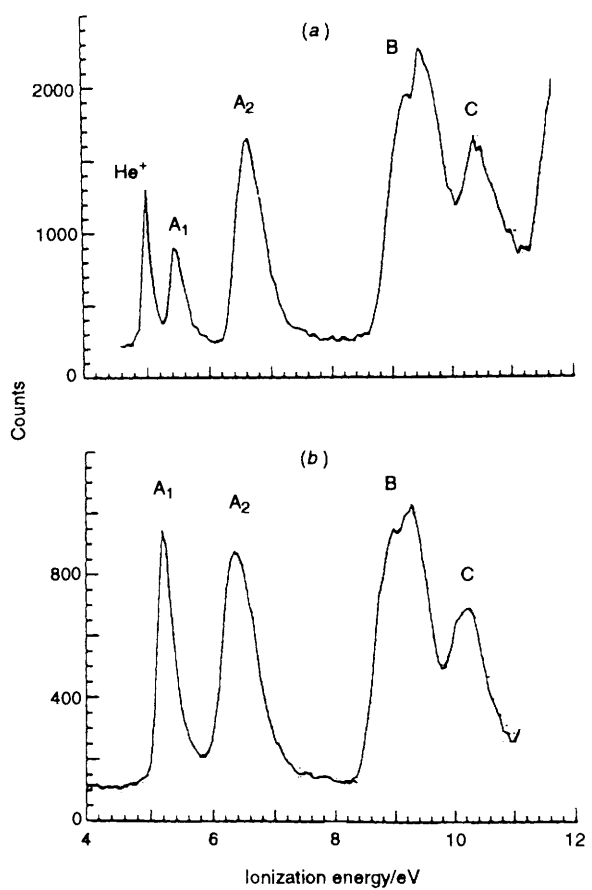 (a)
B
A₂
C
He⁺
A₁
2000
1000
0
Counts
(b)
A₁
A₂
B
C
800
400
0
4 6 8 10 12
Ionization energy/eV